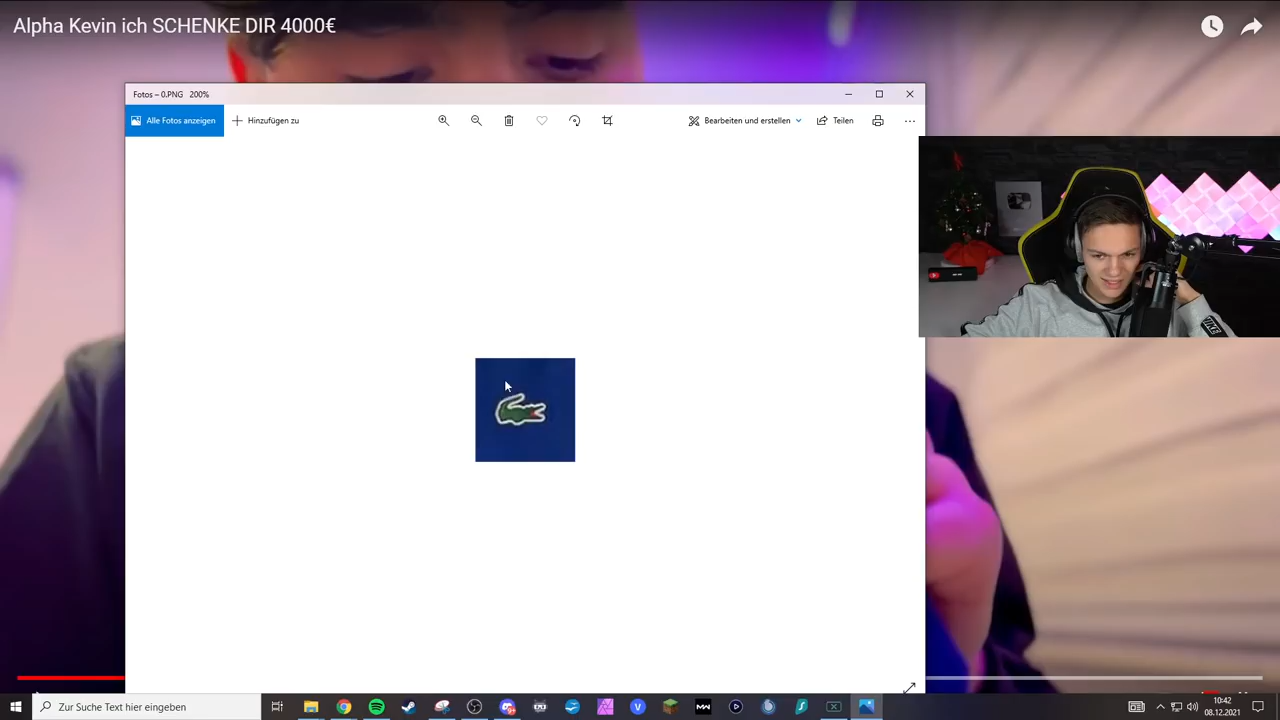 Alpha Kevin ich SCHENKE DIR 4000€
Fotos – 0.PNG 200%
Alle Fotos anzeigen
Hinzufügen zu
Bearbeiten und erstellen
Teilen
NIKE
Zur Suche Text hier eingeben
10:42
08.12.2021